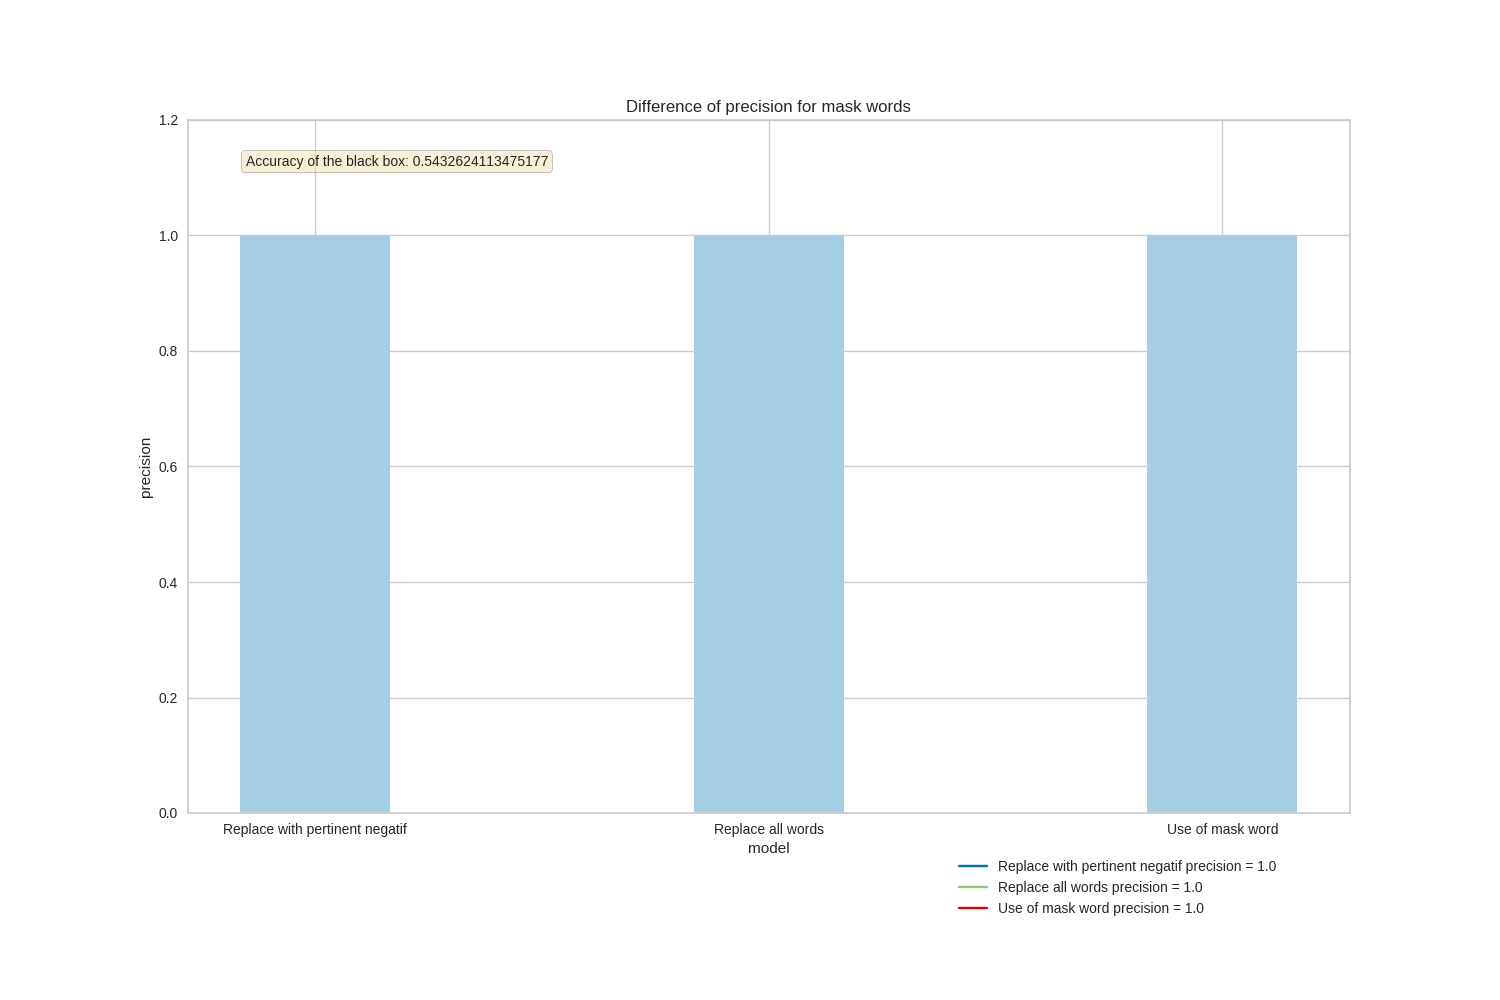 Difference of precision for mask words
1.2
Accuracy of the black box: 0.5432624113475177
1.0
0.8
0.6
precision
0.4
0.2
0.0
Replace with pertinent negatif
Replace all words
Use of mask word
model
Replace with pertinent negatif precision = 1.0
Replace all words precision = 1.0
Use of mask word precision = 1.0